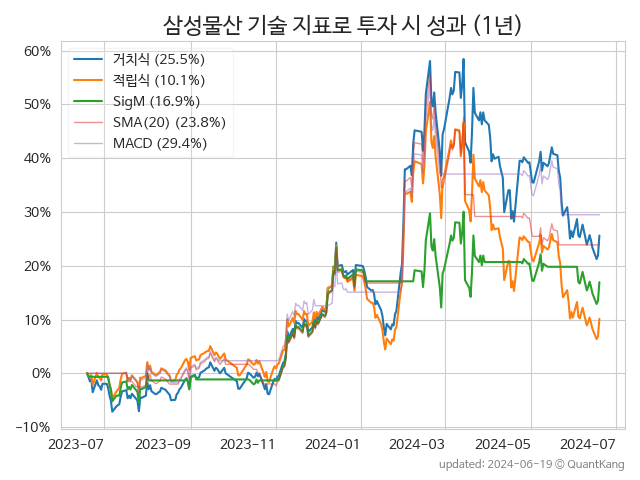 삼성물산 기술 지표로 투자 시 성과 (1년)
거치식 (25.5%)
적립식 (10.1%)
SigM (16.9%)
SMA(20) (23.8%)
MACD (29.4%)
60%
50%
40%
30%
20%
10%
0%
−10%
2023−07 2023−09 2023−11 2024−01 2024−03 2024−05 2024−07
updated: 2024-06-19 © QuantKang